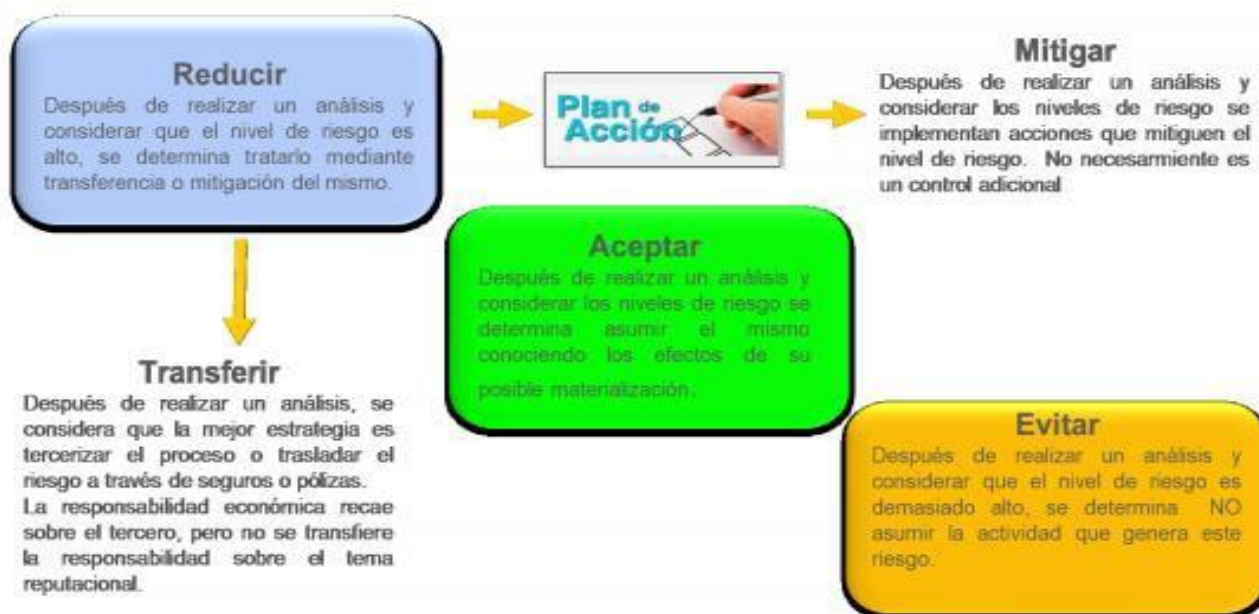 Reducir
Después de realizar un análisis y
considerar que el nivel de riesgo es
alto, se determina tratarlo mediante
transferencia o mitigación del mismo.
Plan de
Acción
Mitigar
Después de realizar un análisis y
considerar los niveles de riesgo se
implementan acciones que mitiguen el
nivel de riesgo. No necesarmiente es
un control adicional
Aceptar
Después de realizar un análisis y
considerar los niveles de riesgo se
determina asumir el mismo
conociendo los efectos de su
posible materialización.
Transferir
Después de realizar un análisis, se
considera que la mejor estrategia es
tercerizar el proceso o trasladar el
riesgo a través de seguros o pólizas.
La responsabilidad económica recae
sobre el tercero, pero no se transfiere
la responsabilidad sobre el tema
reputacional.
Evitar
Después de realizar un análisis y
considerar que el nivel de riesgo es
demasiado alto, se determina NO
asumir la actividad que genera este
riesgo.